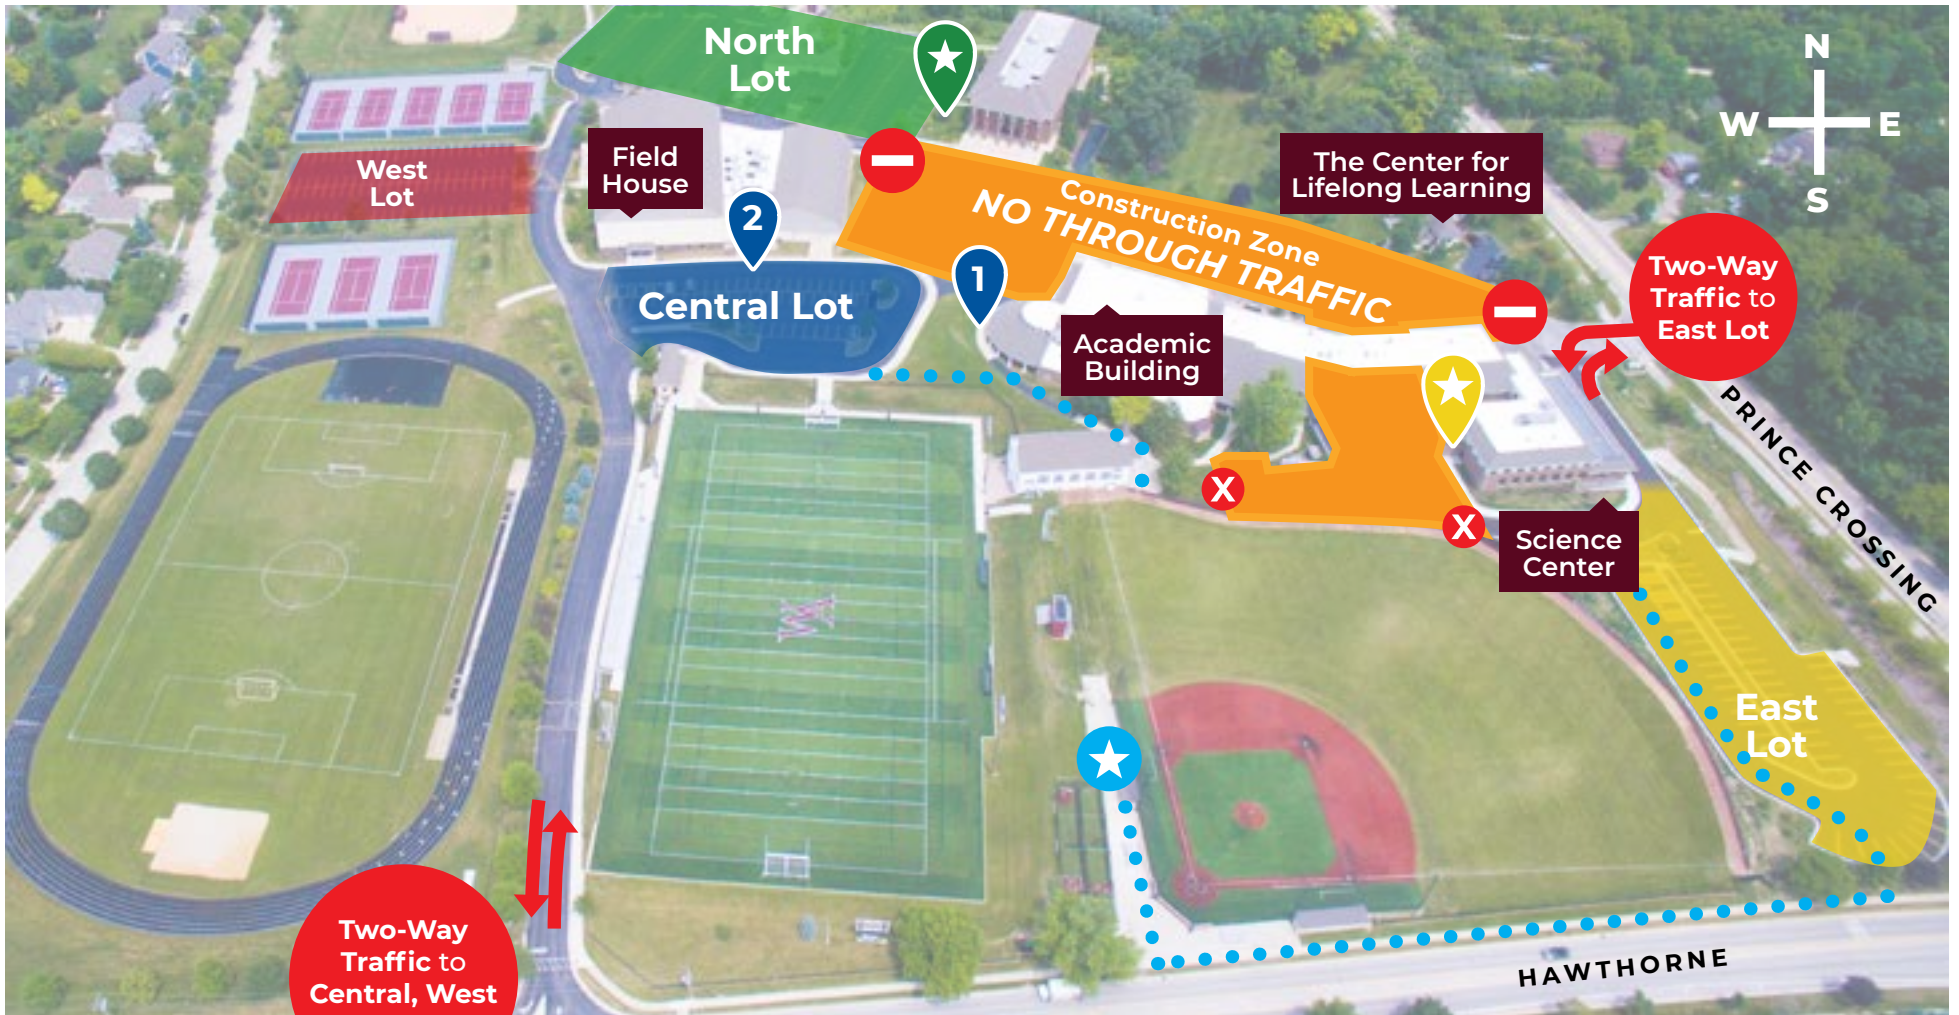 North
Lot
N
W
E
S
Field
House
West
Lot
The Center for
Lifelong Learning
Construction Zone
NO THROUGH TRAFFIC
2
1
Central Lot
Two-Way
Traffic to
East Lot
Academic
Building
PRINCE CROSSING
X
X
Science
Center
W
East
Lot
Two-Way
Traffic to
Central, West
HAWTHORNE